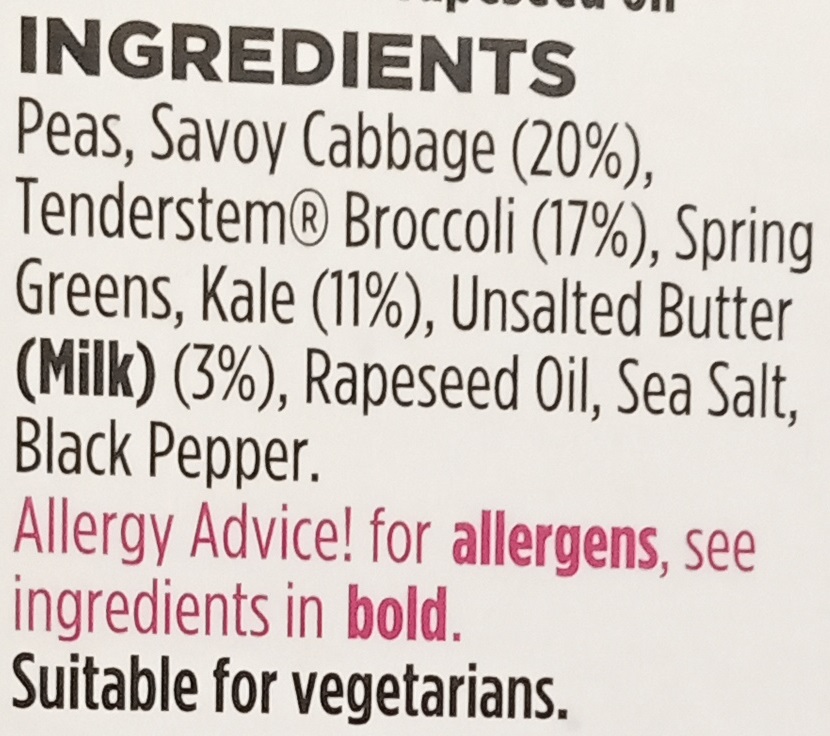 INGREDIENTS
Peas, Savoy Cabbage (20%),
Tenderstem® Broccoli (17%), Spring
Greens, Kale (11%), Unsalted Butter
(Milk) (3%), Rapeseed Oil, Sea Salt,
Black Pepper.
Allergy Advice! for allergens, see
ingredients in bold.
Suitable for vegetarians.